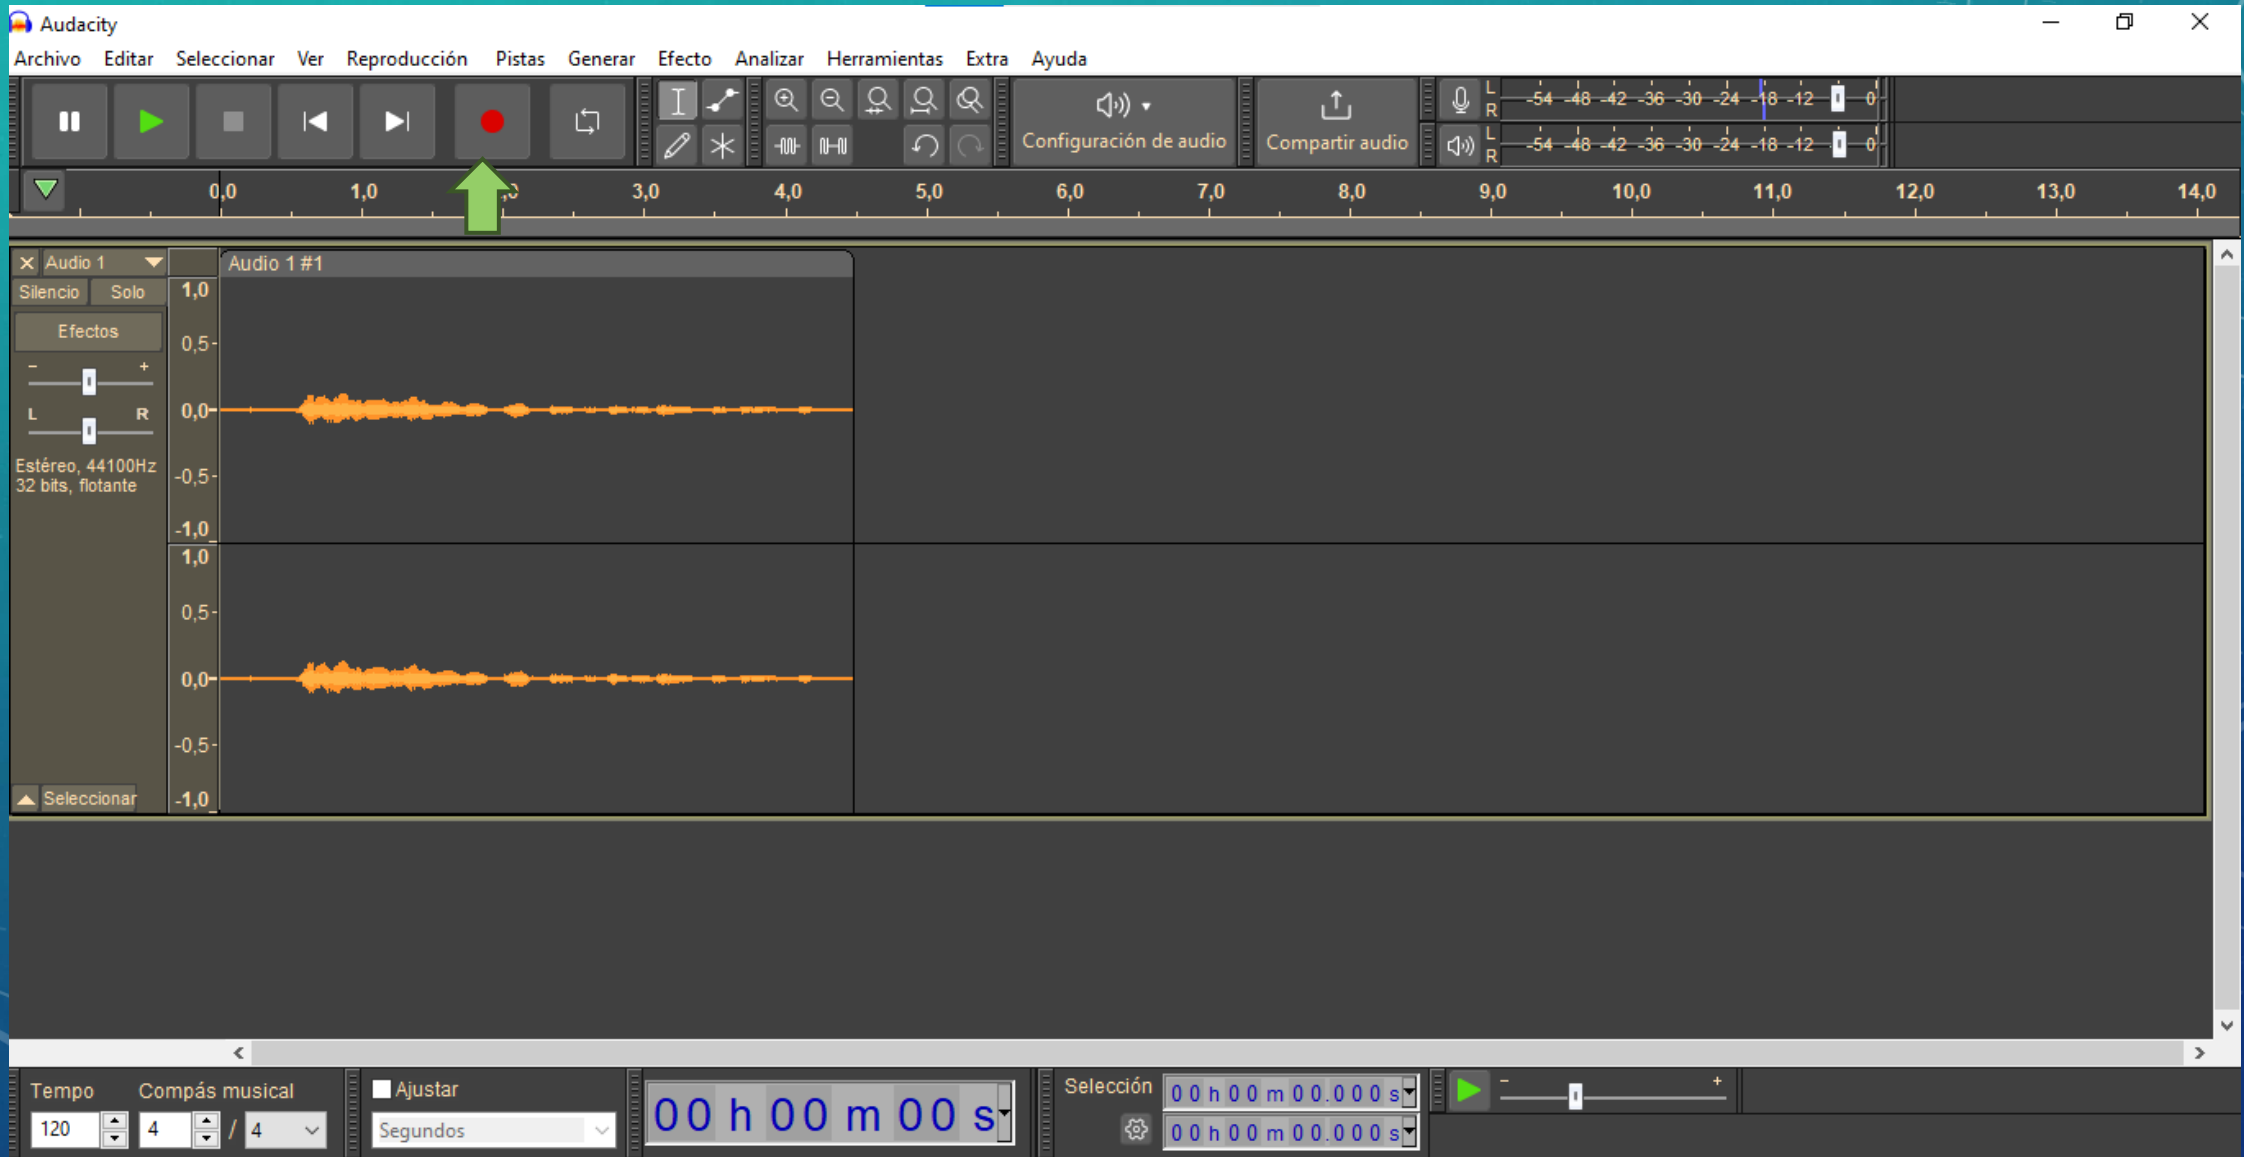 Audacity
Archivo Editar Seleccionar Ver Reproducción Pistas Generar Efecto Analizar Herramientas Extra Ayuda
Configuración de audio
Compartir audio
L R -54 -48 -42 -36 -30 -24 -18 -12 0
L R -54 -48 -42 -36 -30 -24 -18 -12 0
0,0 1,0 3,0 4,0 5,0 6,0 7,0 8,0 9,0 10,0 11,0 12,0 13,0 14,0
Audio 1
Audio 1 #1
Silencio Solo
Efectos
- +
L R
Estéreo, 44100Hz
32 bits, flotante
Seleccionar
1,0
0,5
0,0
-0,5
-1,0
1,0
0,5
0,0
-0,5
-1,0
Tempo Compás musical
120 4 / 4
Ajustar
Segundos
00 h 00 m 00 s
Selección
00 h 00 m 00.000 s
00 h 00 m 00.000 s
- +